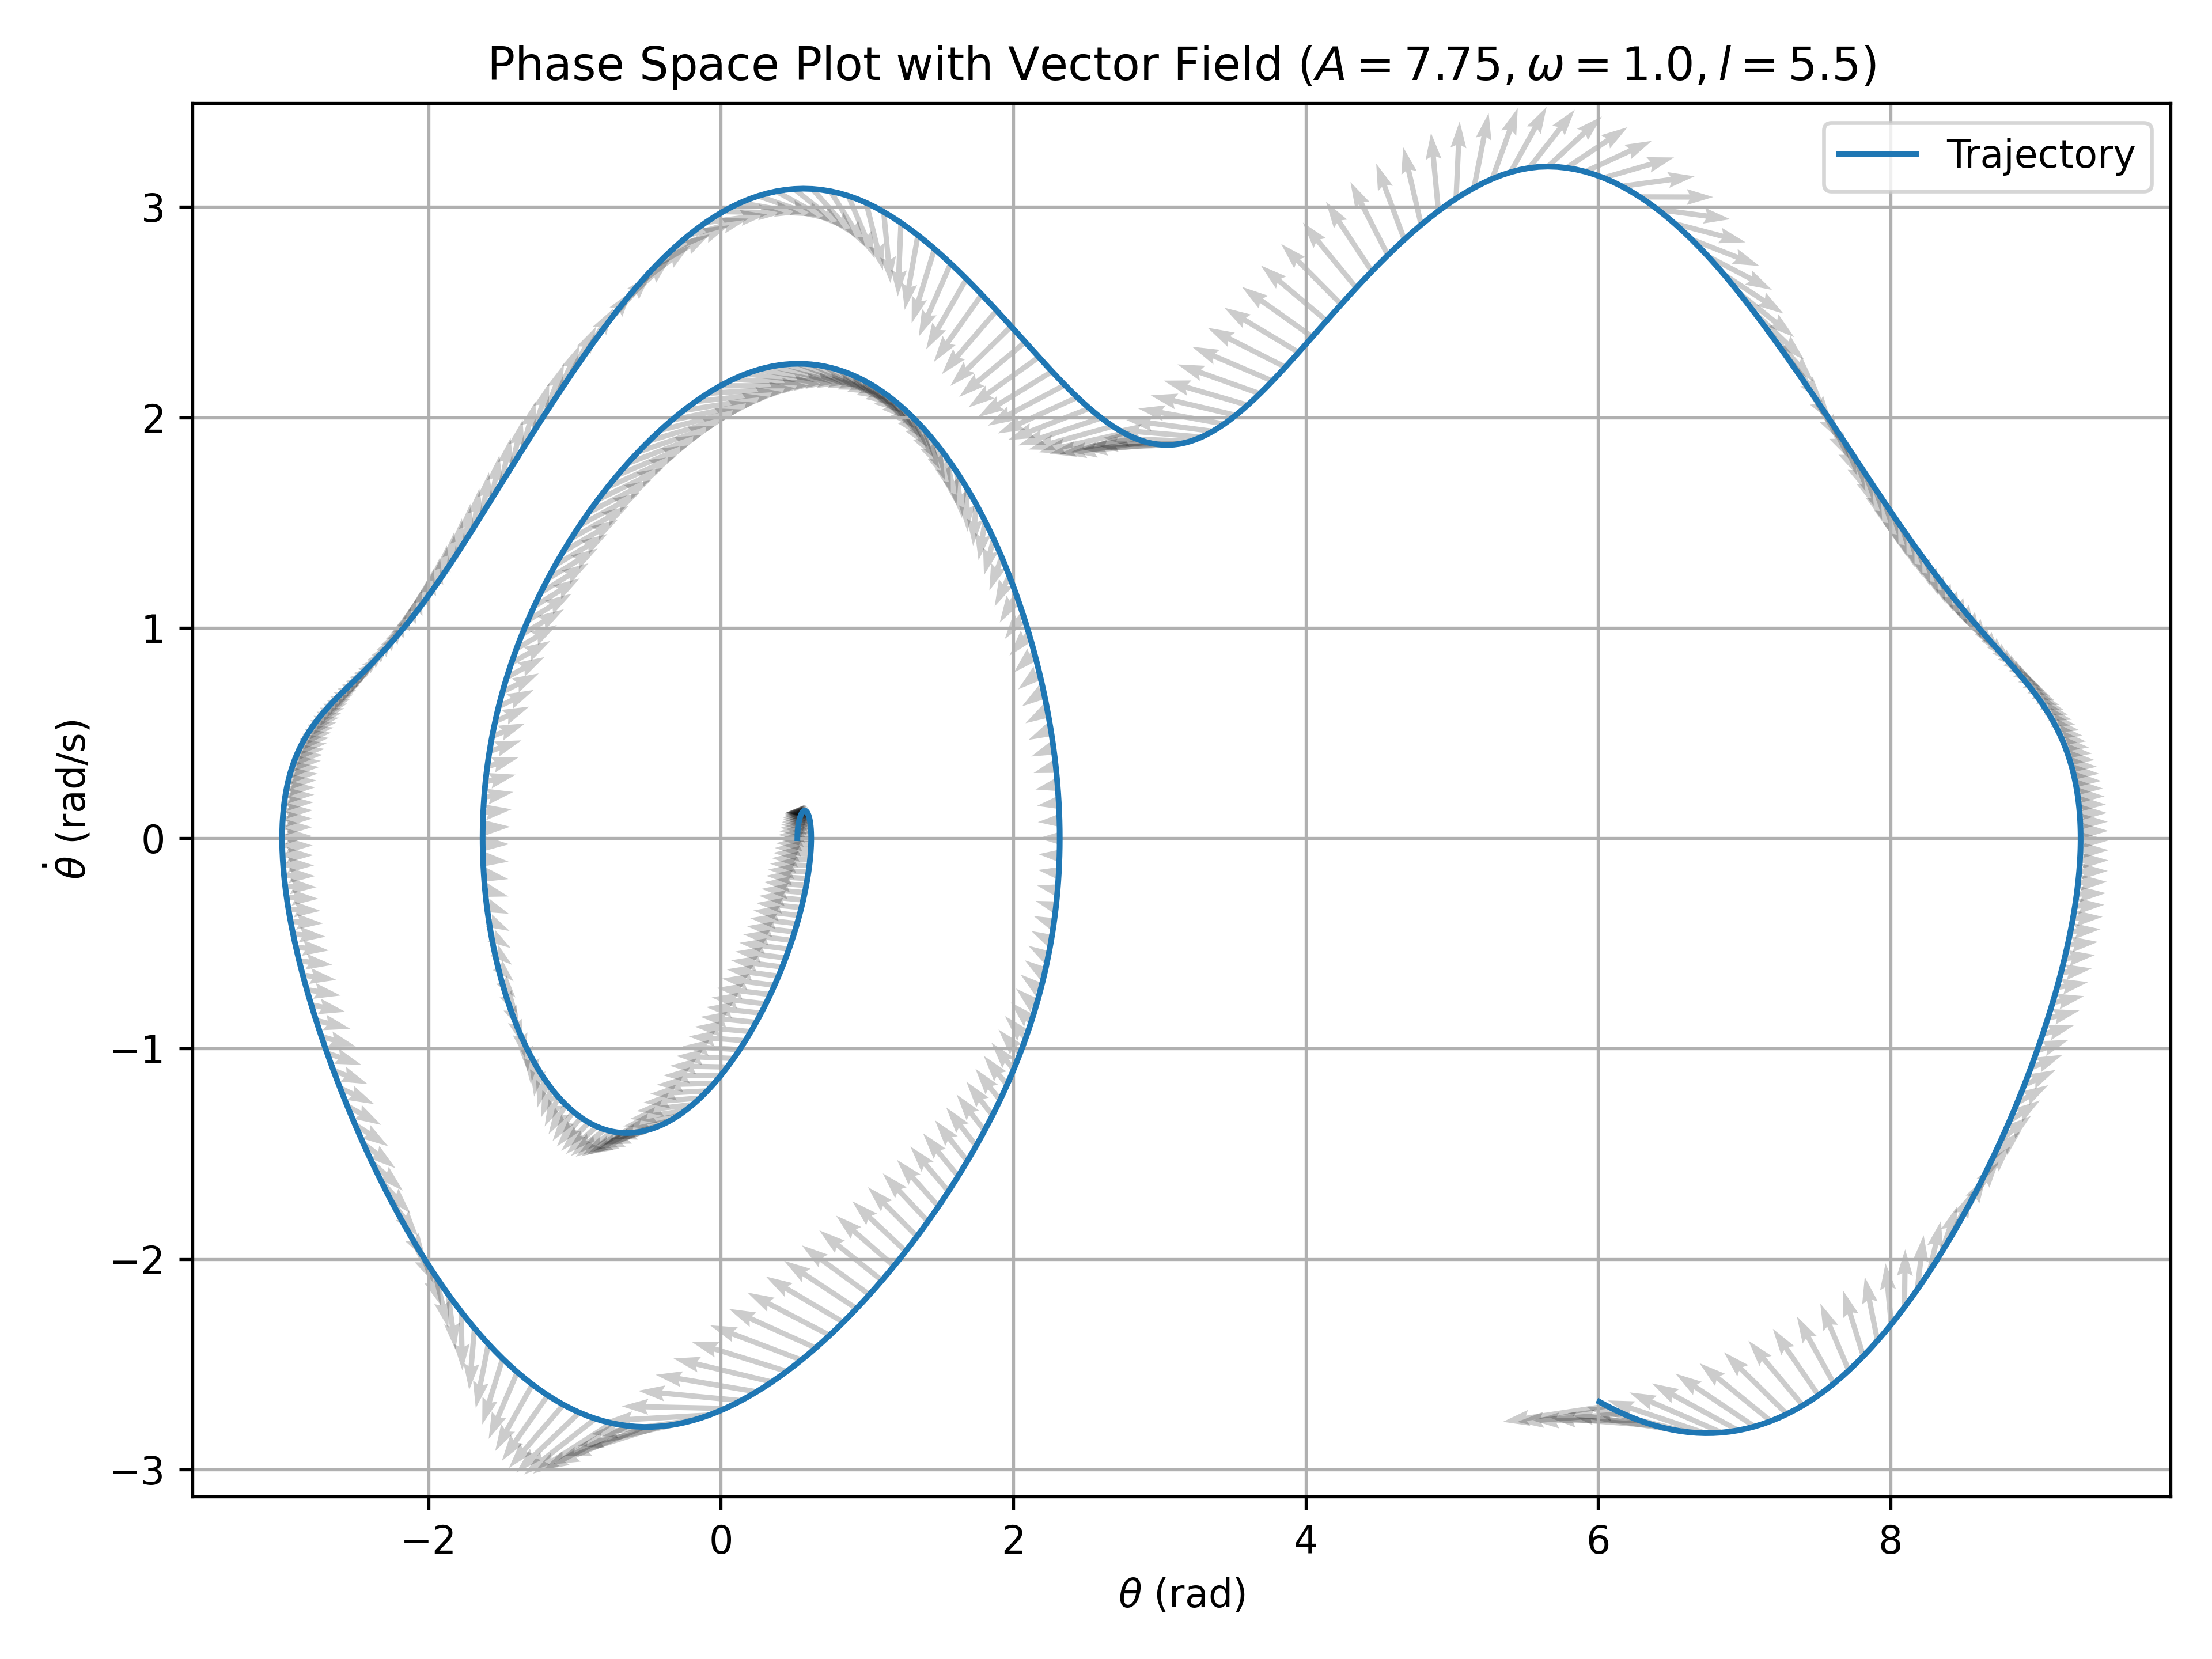 Phase Space Plot with Vector Field (A = 7.75, ω = 1.0, l = 5.5)
Trajectory
3
2
1
0
−1
−2
−3
θ̇ (rad/s)
−2 0 2 4 6 8
θ (rad)